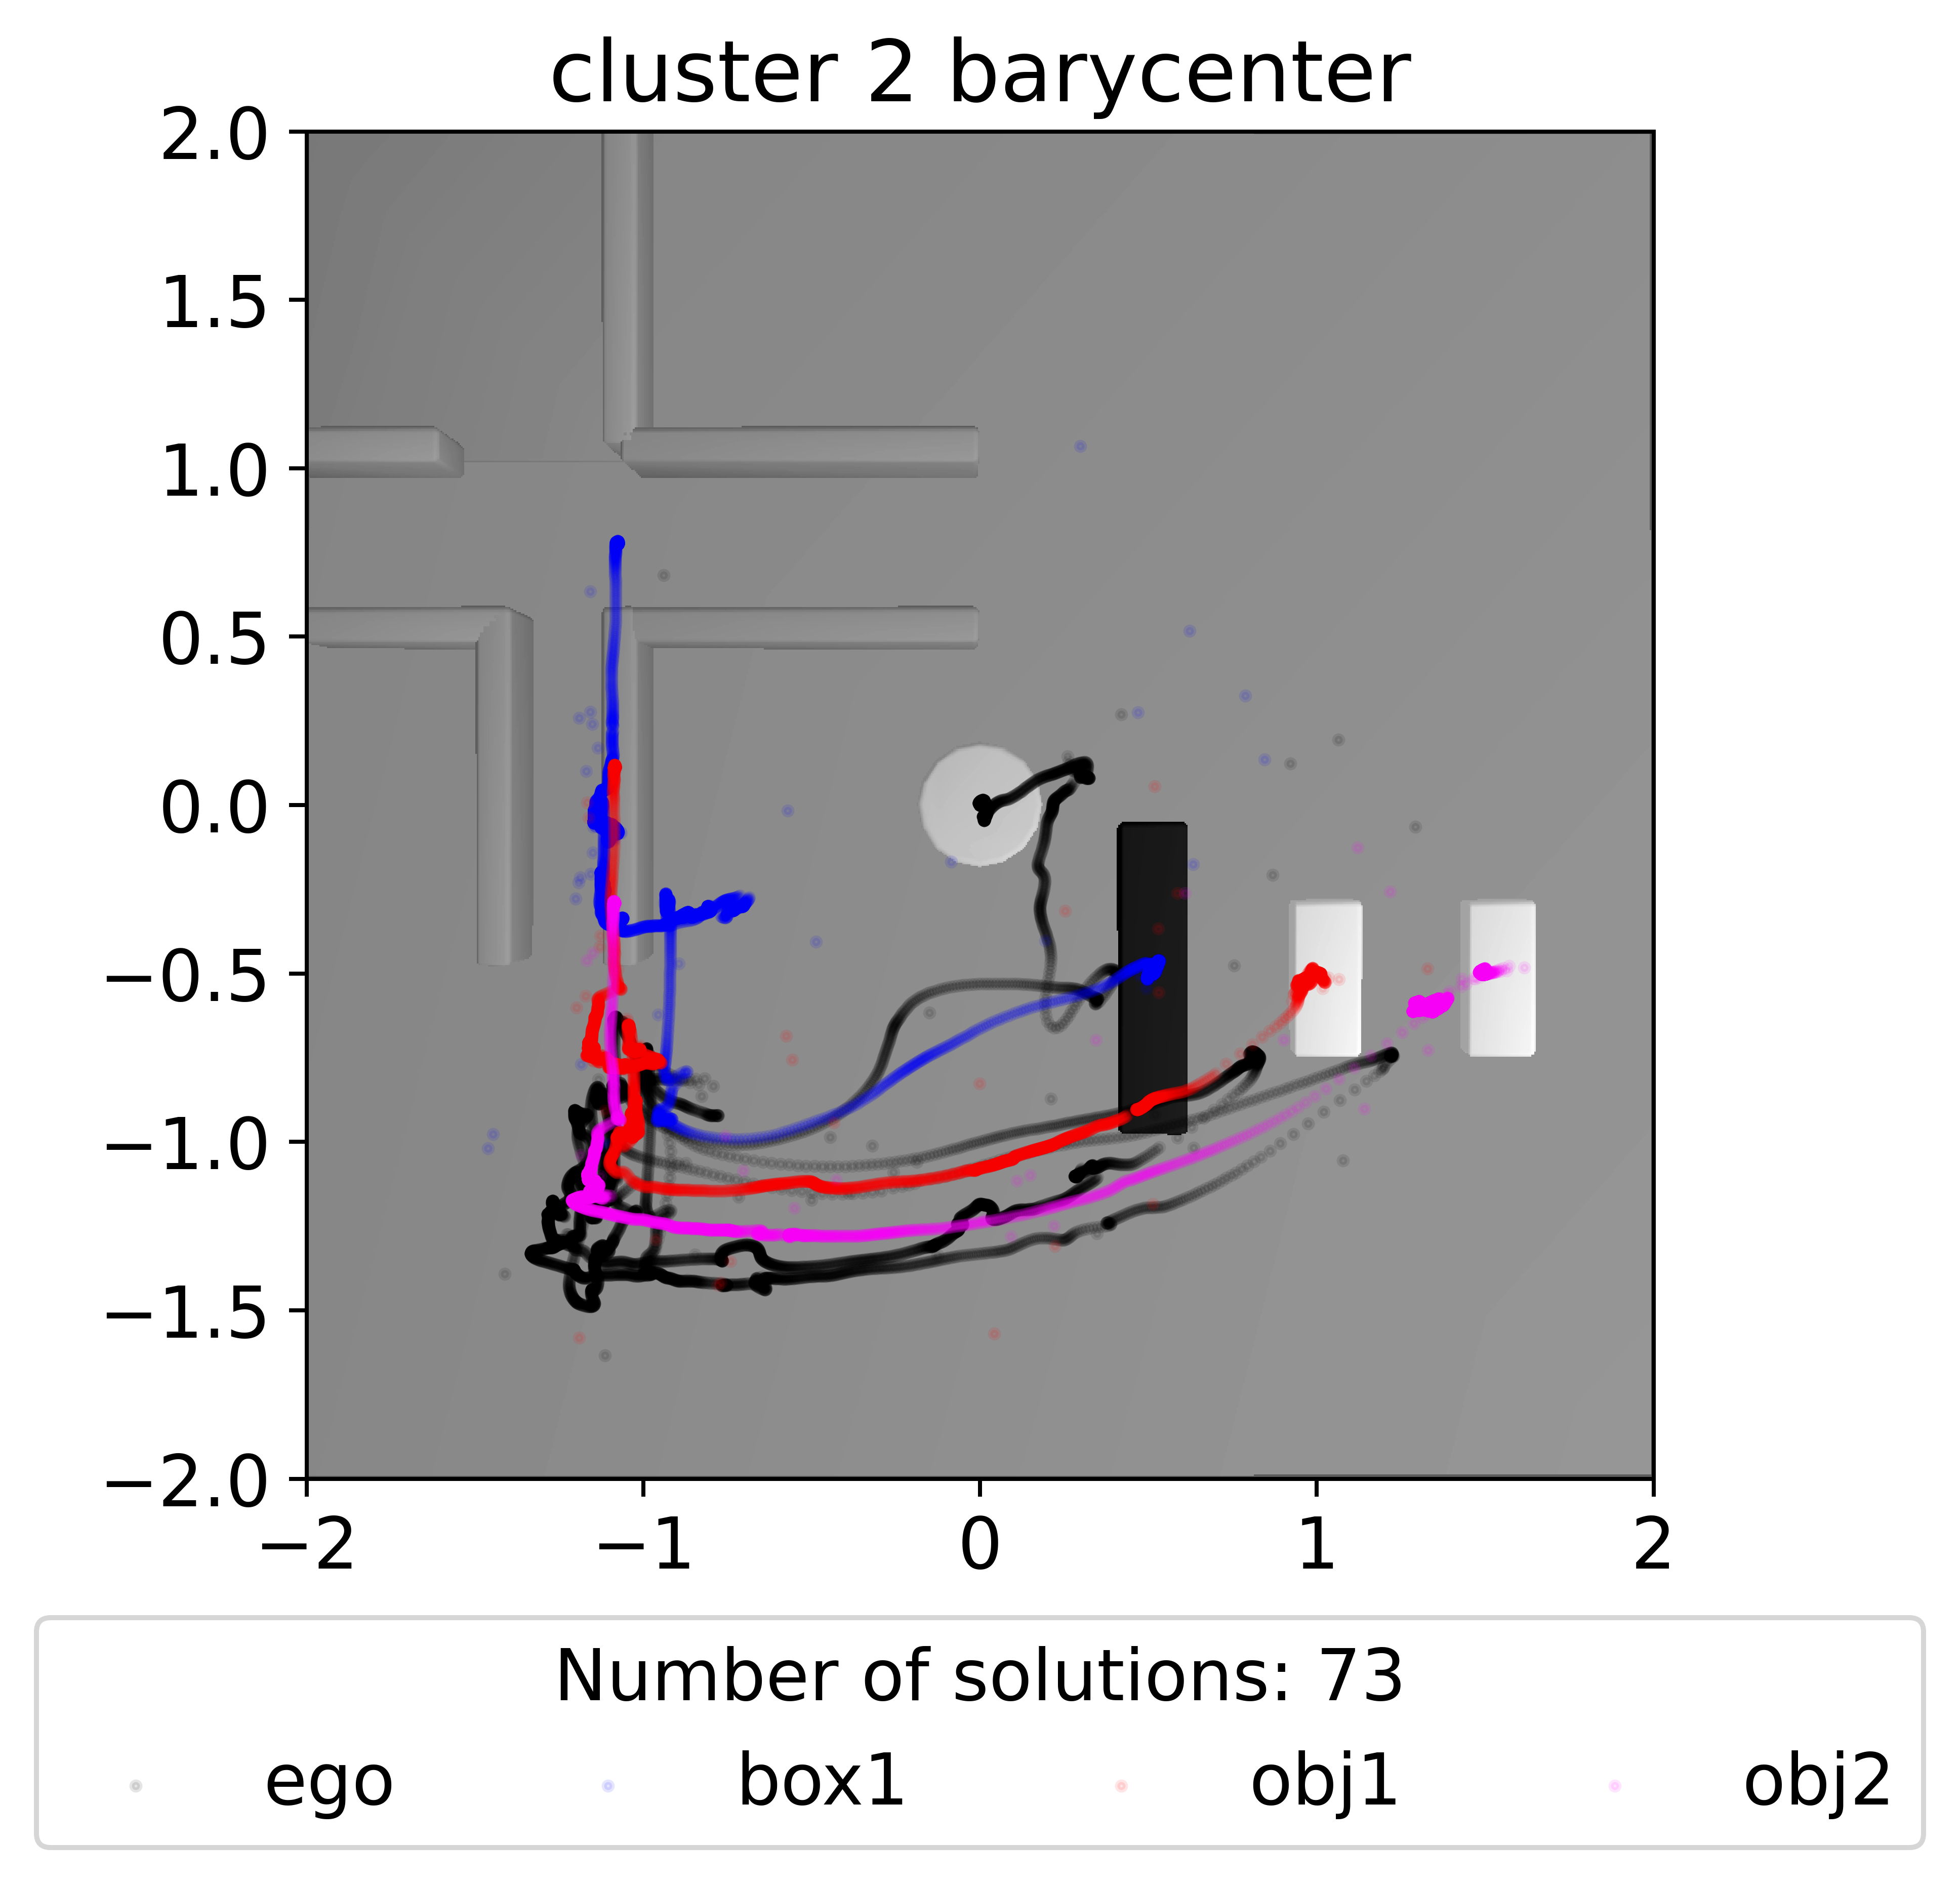 cluster 2 barycenter
2.0
1.5
1.0
0.5
0.0
−0.5
−1.0
−1.5
−2.0
−2 −1 0 1 2
Number of solutions: 73
ego box1 obj1 obj2